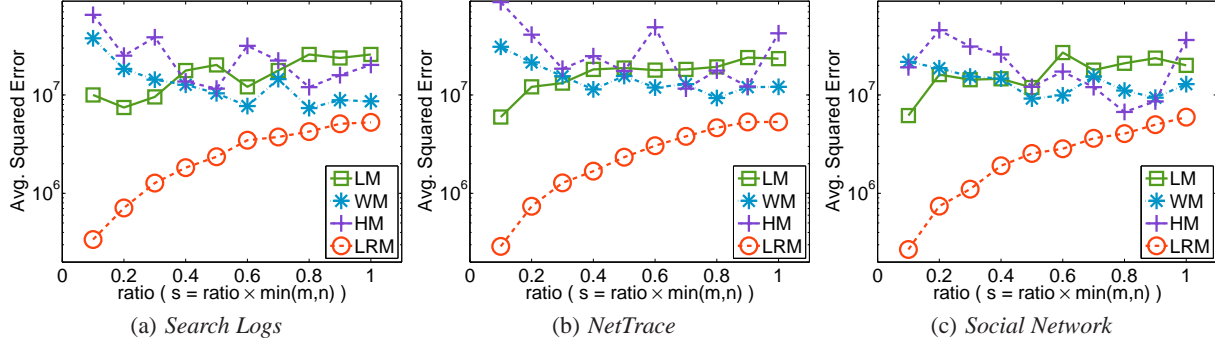 Avg. Squared Error
10^7
10^6
LM
WM
HM
LRM
0 0.2 0.4 0.6 0.8 1
ratio ( s = ratio × min(m,n) )
(a) Search Logs
Avg. Squared Error
10^7
10^6
LM
WM
HM
LRM
0 0.2 0.4 0.6 0.8 1
ratio ( s = ratio × min(m,n) )
(b) NetTrace
Avg. Squared Error
10^7
10^6
LM
WM
HM
LRM
0 0.2 0.4 0.6 0.8 1
ratio ( s = ratio × min(m,n) )
(c) Social Network